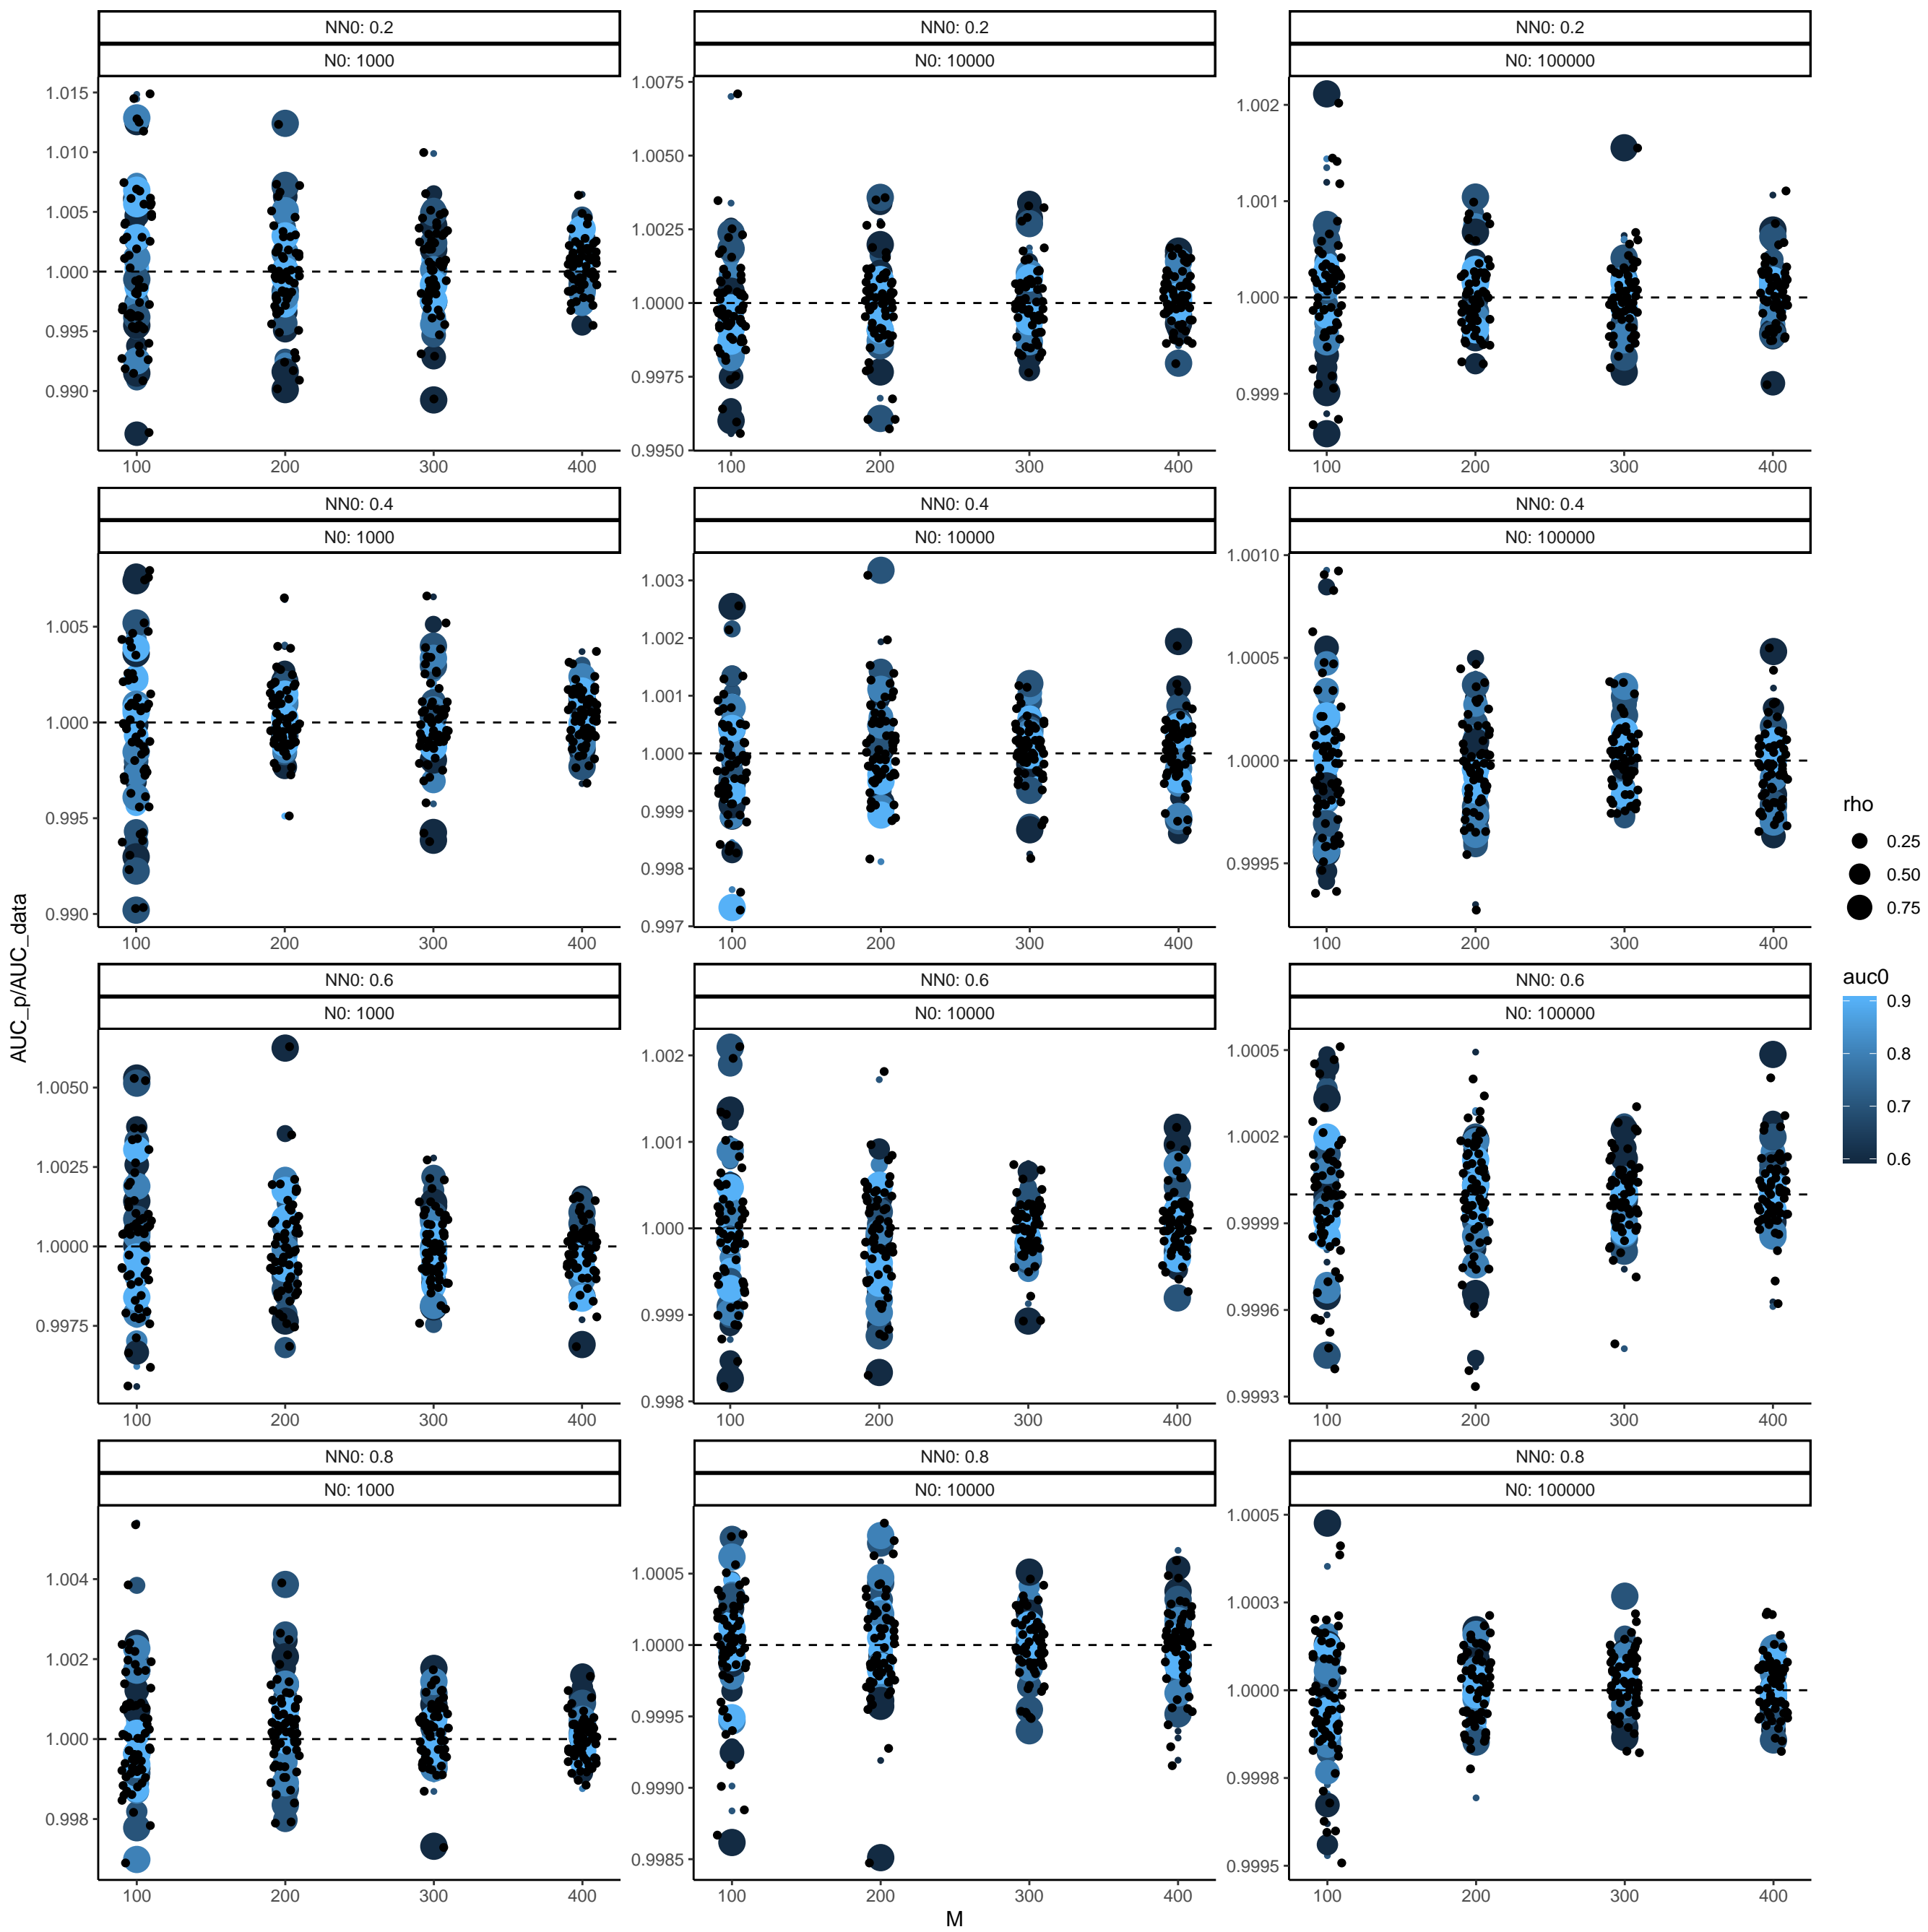 NN0: 0.2
N0: 1000
1.015
1.010
1.005
1.000
0.995
0.990
100 200 300 400
NN0: 0.2
N0: 10000
1.0075
1.0050
1.0025
1.0000
0.9975
0.9950
100 200 300 400
NN0: 0.2
N0: 100000
1.002
1.001
1.000
0.999
100 200 300 400
NN0: 0.4
N0: 1000
1.005
1.000
0.995
0.990
100 200 300 400
NN0: 0.4
N0: 10000
1.003
1.002
1.001
1.000
0.999
0.998
0.997
100 200 300 400
NN0: 0.4
N0: 100000
1.0010
1.0005
1.0000
0.9995
100 200 300 400
NN0: 0.6
N0: 1000
1.0050
1.0025
1.0000
0.9975
100 200 300 400
NN0: 0.6
N0: 10000
1.002
1.001
1.000
0.999
0.998
100 200 300 400
NN0: 0.6
N0: 100000
1.0005
1.0002
0.9999
0.9996
0.9993
100 200 300 400
NN0: 0.8
N0: 1000
1.004
1.002
1.000
0.998
100 200 300 400
NN0: 0.8
N0: 10000
1.0005
1.0000
0.9995
0.9990
0.9985
100 200 300 400
NN0: 0.8
N0: 100000
1.0005
1.0003
1.0000
0.9998
0.9995
100 200 300 400
AUC_p/AUC_data
M
rho
0.25
0.50
0.75
auc0
0.9
0.8
0.7
0.6